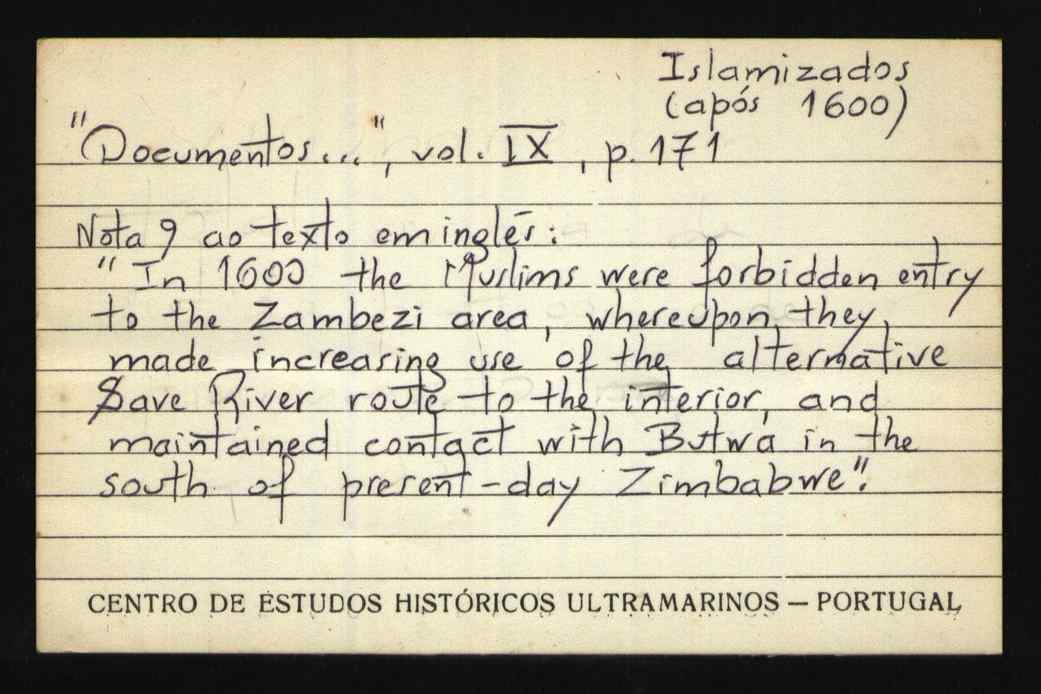 Islamizados
(após 1600)
"Documentos...", vol. IX, p. 171
Nota 9 ao texto em inglês:
"In 1600 the Muslims were forbidden entry
to the Zambezi area, whereupon they
made increasing use of the alternative
Save River route to the interior, and
maintained contact with Butwa in the
south of present-day Zimbabwe".
CENTRO DE ESTUDOS HISTÓRICOS ULTRAMARINOS — PORTUGAL